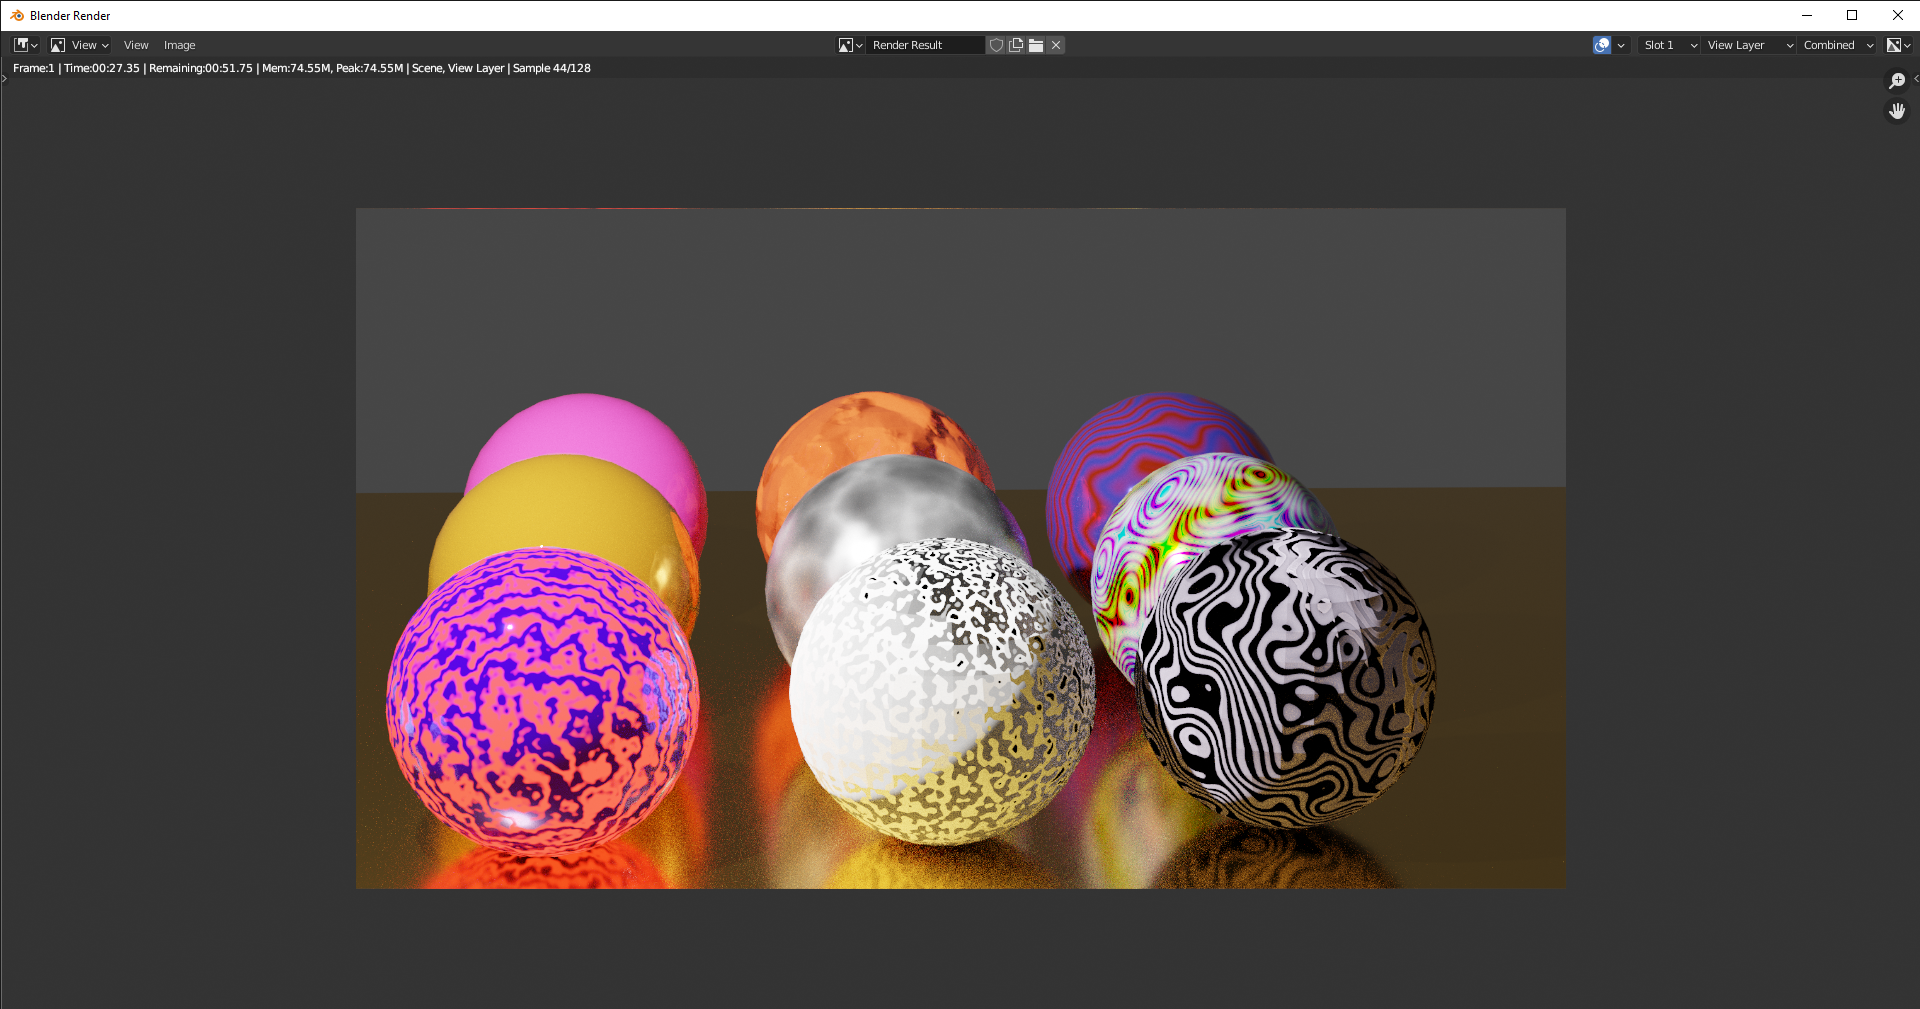 Blender Render
View View Image Render Result Slot 1 View Layer Combined
Frame:1 | Time:00:27.35 | Remaining:00:51.75 | Mem:74.55M, Peak:74.55M | Scene, View Layer | Sample 44/128